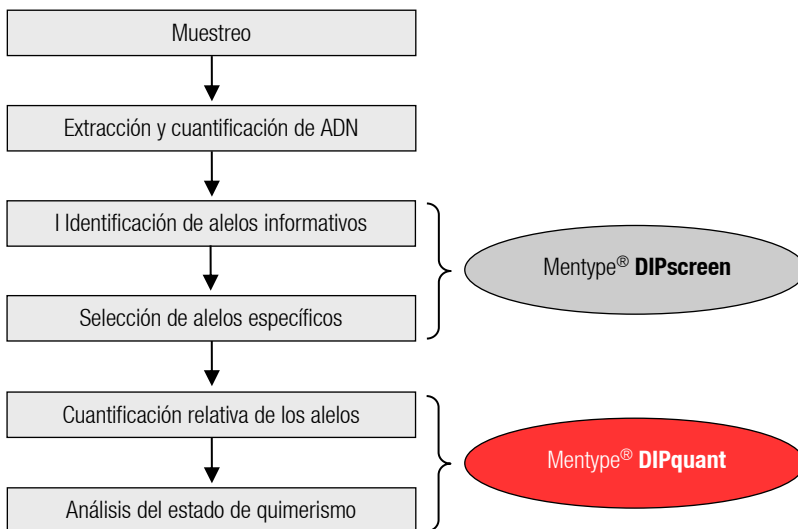 Muestreo
Extracción y cuantificación de ADN
I Identificación de alelos informativos
Mentype® DIPscreen
Selección de alelos específicos
Cuantificación relativa de los alelos
Mentype® DIPquant
Análisis del estado de quimerismo